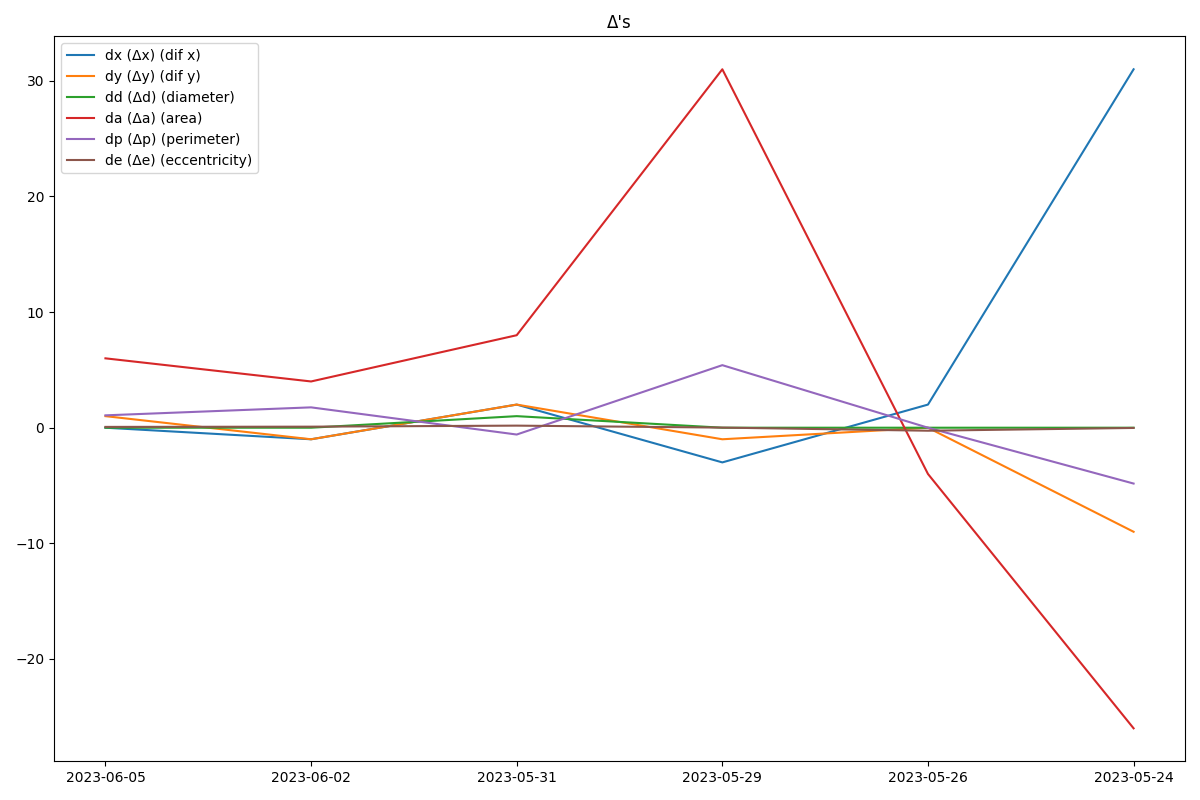 Δ's
dx (Δx) (dif x)
dy (Δy) (dif y)
dd (Δd) (diameter)
da (Δa) (area)
dp (Δp) (perimeter)
de (Δe) (eccentricity)
30
20
10
0
−10
−20
2023-06-05 2023-06-02 2023-05-31 2023-05-29 2023-05-26 2023-05-24